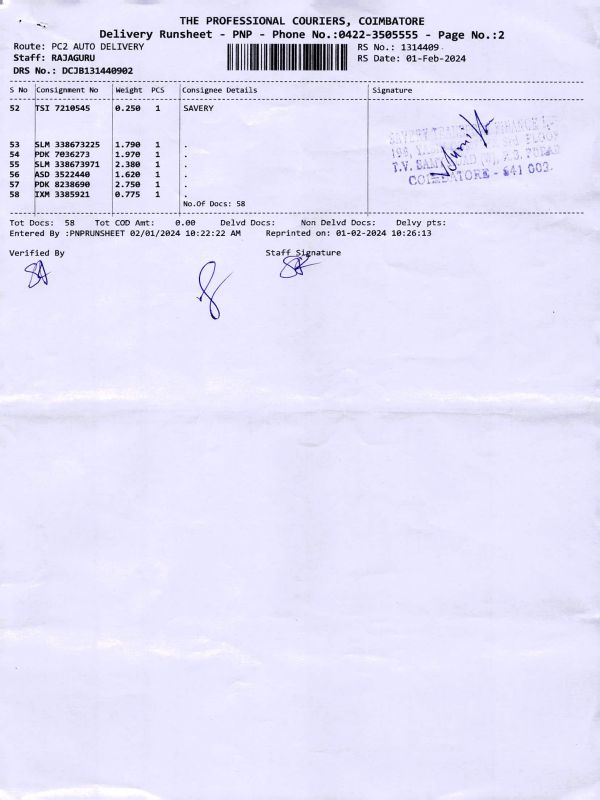 THE PROFESSIONAL COURIERS, COIMBATORE
Delivery Runsheet - PNP - Phone No.:0422-3505555 - Page No.:2
Route: PC2 AUTO DELIVERY RS No.: 1314409
Staff: RAJAGURU RS Date: 01-Feb-2024
DRS No.: DCJB131440902
S No Consignment No Weight PCS Consignee Details Signature
52 TSI 7210545 0.250 1 SAVERY
53 SLM 338673225 1.790 1 .
54 PDK 7036273 1.970 1 .
55 SLM 338673971 2.380 1 .
56 ASD 3522440 1.620 1 .
57 PDK 8238690 2.750 1 .
58 IXM 3385921 0.775 1 .
No.Of Docs: 58
COIMBATORE - 641 002.
Tot Docs: 58 Tot COD Amt: 0.00 Delvd Docs: Non Delvd Docs: Delvy pts:
Entered By :PNPRUNSHEET 02/01/2024 10:22:22 AM Reprinted on: 01-02-2024 10:26:13
Verified By Staff Signature